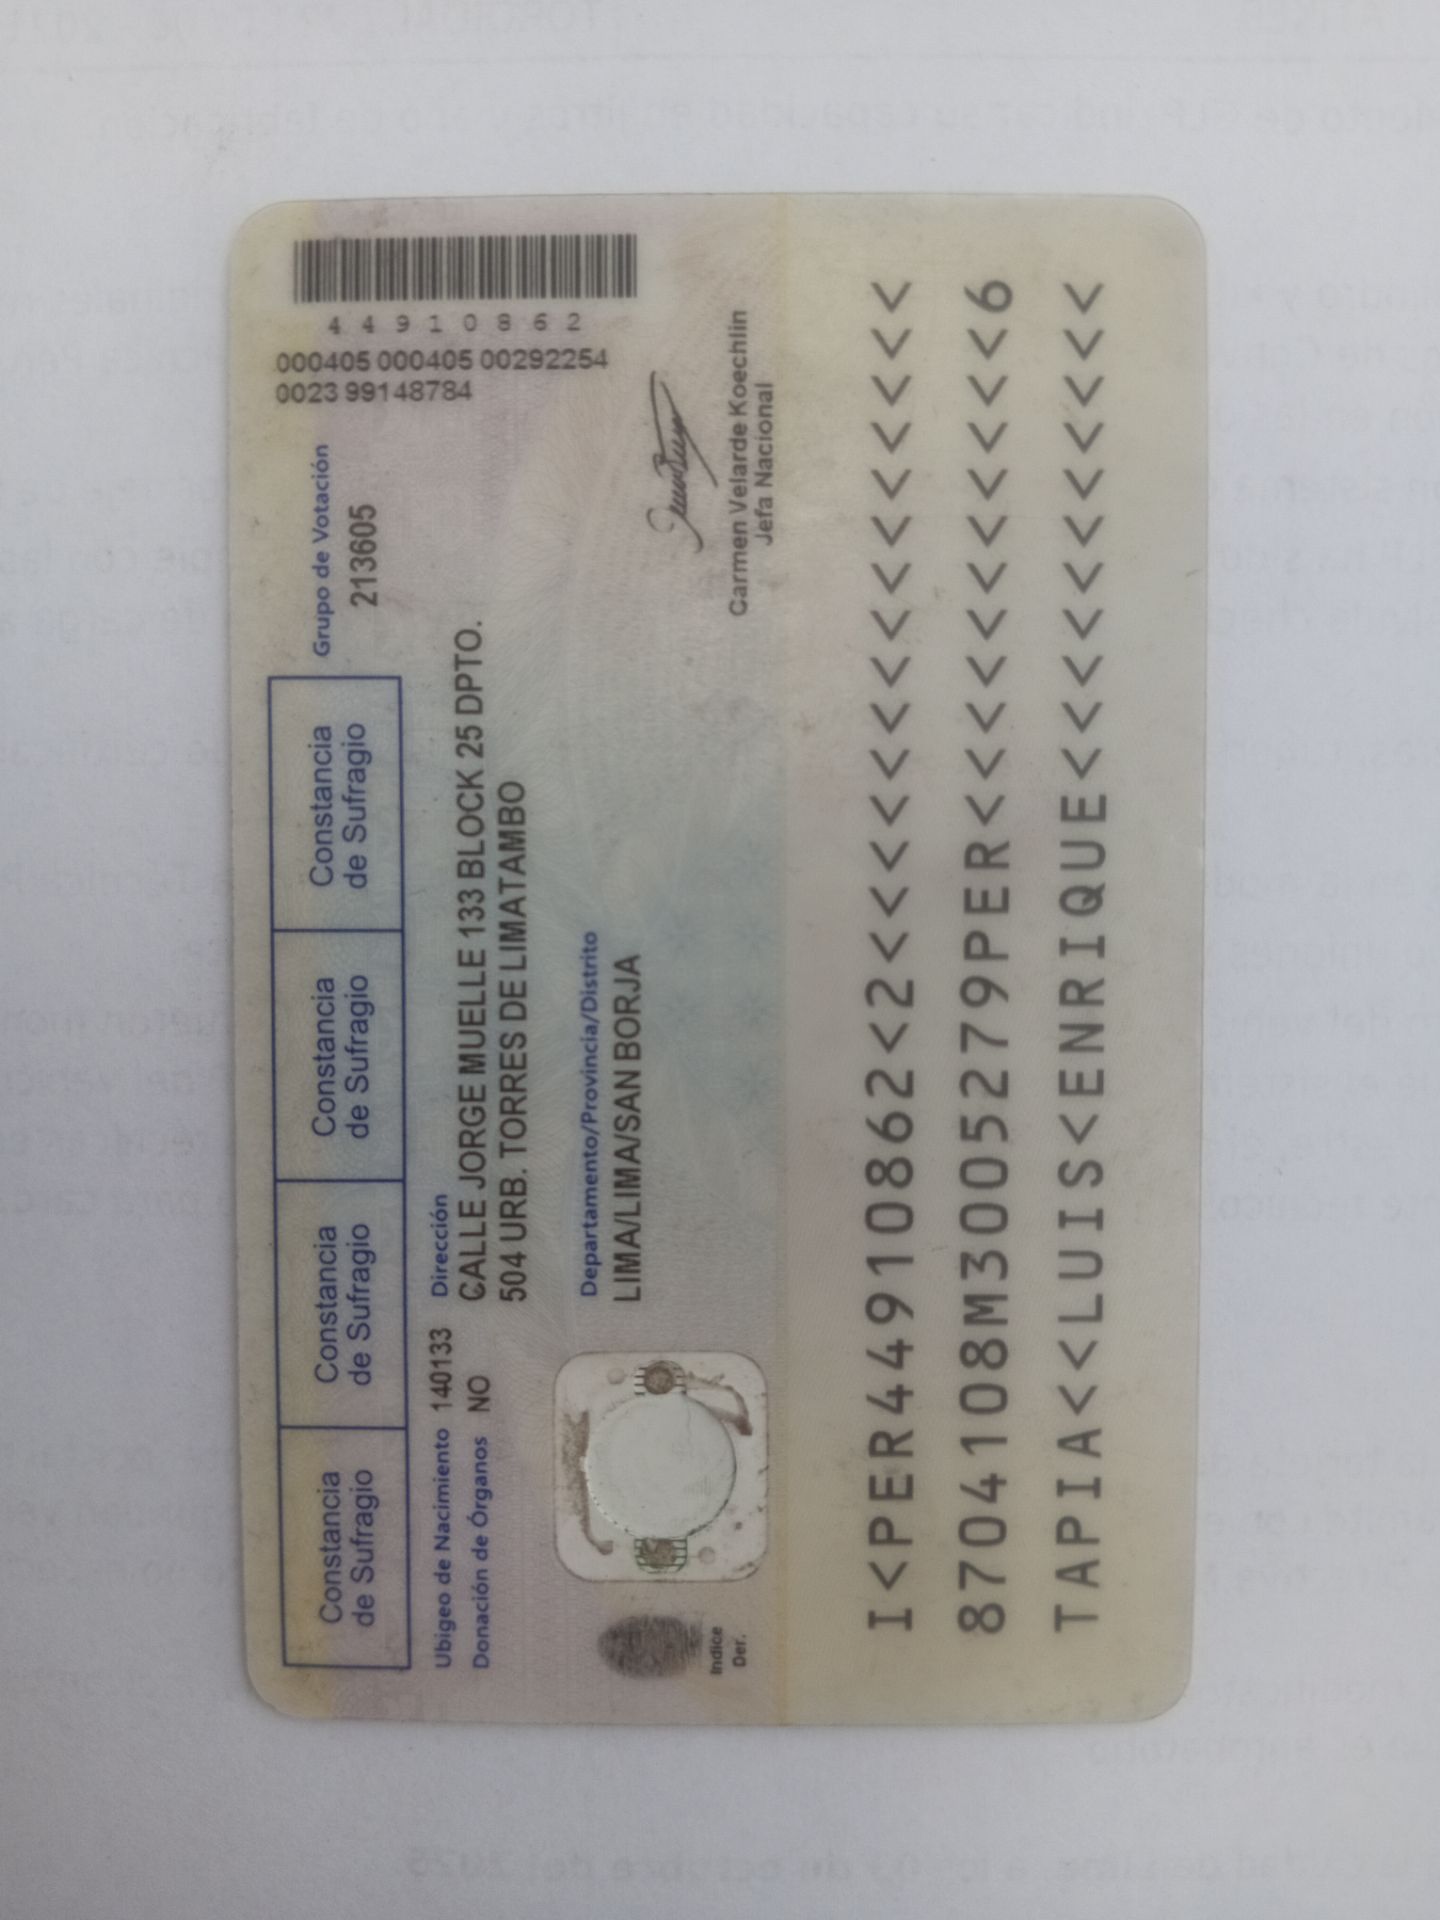 44910862
000405 000405 00292254
0023 99148784
Constancia
de Sufragio
Constancia
de Sufragio
Constancia
de Sufragio
Constancia
de Sufragio
Grupo de Votación
213605
Ubigeo de Nacimiento 140133
Donación de Órganos NO
Dirección
CALLE JORGE MUELLE 133 BLOCK 25 DPTO.
504 URB. TORRES DE LIMATAMBO
Departamento/Provincia/Distrito
LIMA/LIMA/SAN BORJA
Indice
Der.
Carmen Velarde Koechlin
Jefa Nacional
I<PER44910862<2<<<<<<<<<<<<<<<
8704108M3005279PER<<<<<<<<<<<6
TAPIA<<LUIS<ENRIQUE<<<<<<<<<<<